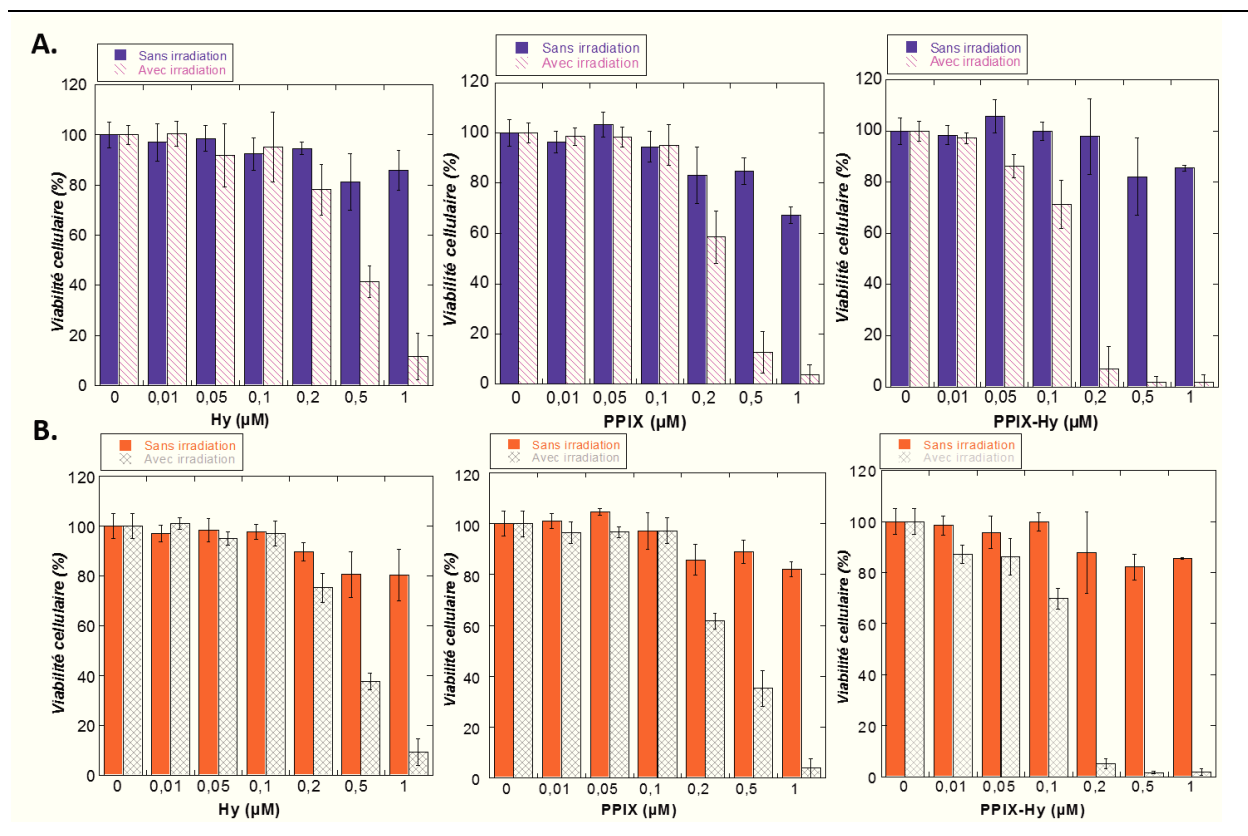 A.
Sans irradiation
Avec irradiation
Viabilité cellulaire (%)
120
100
80
60
40
20
0
0 0,01 0,05 0,1 0,2 0,5 1
Hy (µM)
Sans irradiation
Avec irradiation
Viabilité cellulaire (%)
120
100
80
60
40
20
0
0 0,01 0,05 0,1 0,2 0,5 1
PPIX (µM)
Sans irradiation
Avec irradiation
Viabilité cellulaire (%)
120
100
80
60
40
20
0
0 0,01 0,05 0,1 0,2 0,5 1
PPIX-Hy (µM)
B.
Sans irradiation
Avec irradiation
Viabilité cellulaire (%)
120
100
80
60
40
20
0
0 0,01 0,05 0,1 0,2 0,5 1
Hy (µM)
Sans irradiation
Avec irradiation
Viabilité cellulaire (%)
120
100
80
60
40
20
0
0 0,01 0,05 0,1 0,2 0,5 1
PPIX (µM)
Sans irradiation
Avec irradiation
Viabilité cellulaire (%)
120
100
80
60
40
20
0
0 0,01 0,05 0,1 0,2 0,5 1
PPIX-Hy (µM)